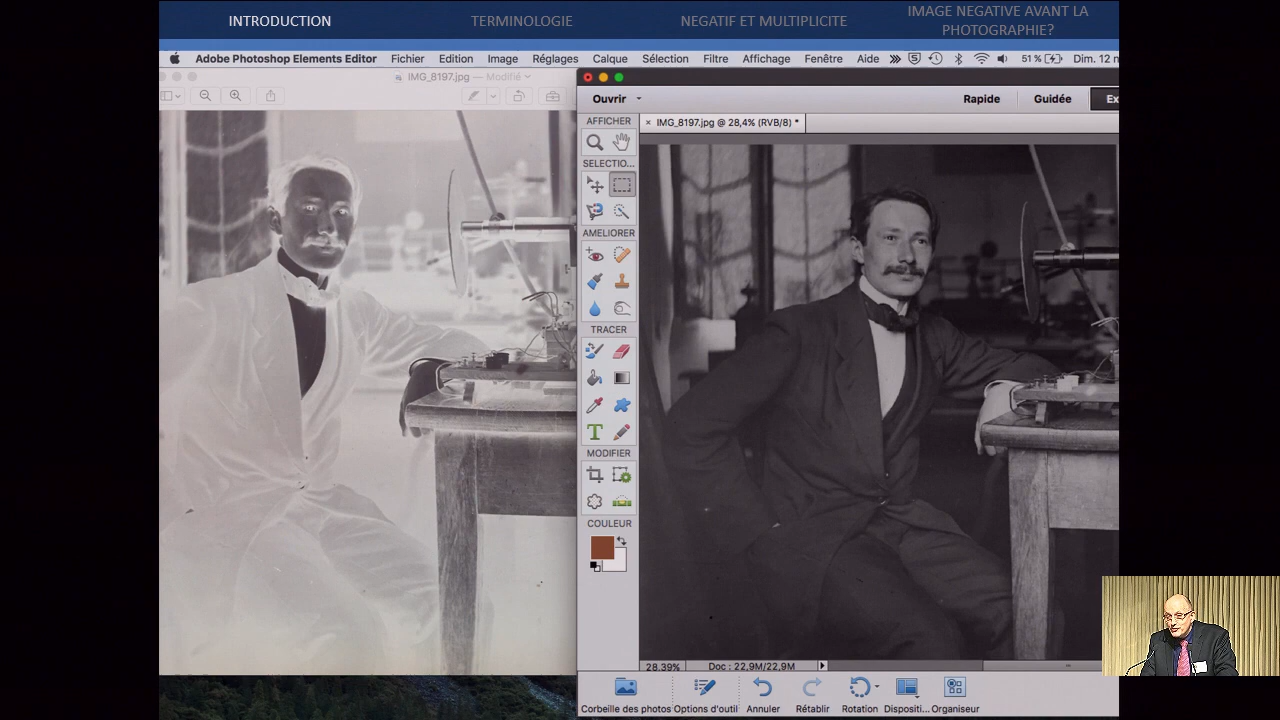 INTRODUCTION
TERMINOLOGIE
NEGATIF ET MULTIPLICITE
IMAGE NEGATIVE AVANT LA
PHOTOGRAPHIE?
Adobe Photoshop Elements Editor Fichier Edition Image Réglages Calque Sélection Filtre Affichage Fenêtre Aide 51 % Dim. 12 n
IMG_8197.jpg — Modifié
Ouvrir
Rapide
Guidée
Ex
AFFICHER
× IMG_8197.jpg @ 28,4% (RVB/8) *
SELECTIO...
AMELIORER
TRACER
T
MODIFIER
COULEUR
28,39%
Doc : 22,9M/22,9M
Corbeille des photos
Options d'outil
Annuler
Rétablir
Rotation
Dispositi...
Organiseur